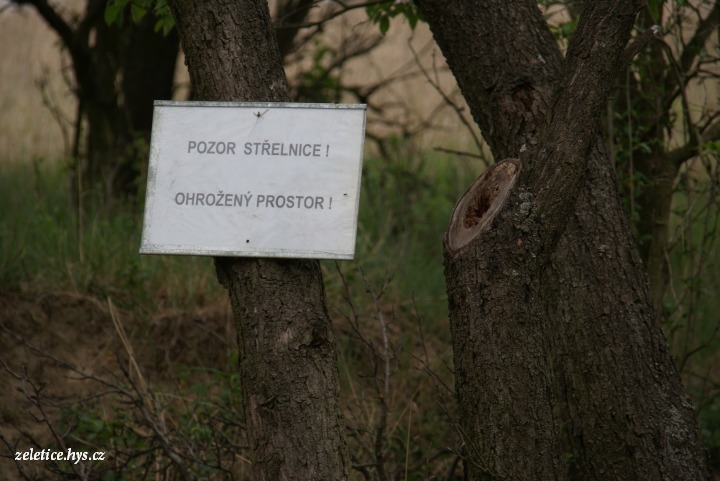 POZOR STŘELNICE !
OHROŽENÝ PROSTOR !
zeletice.hys.cz